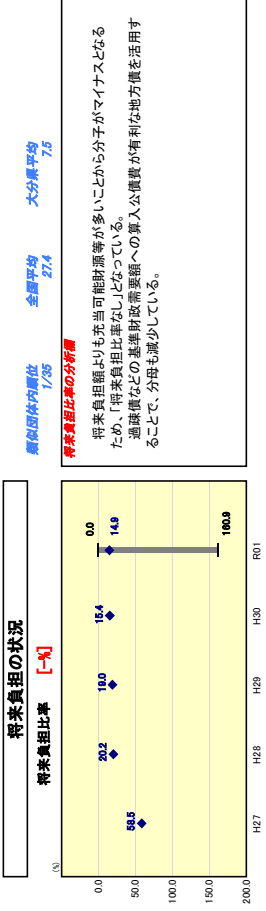 将来負担の状況
将来負担比率 [-%]
類似団体内順位
1/35
全国平均
27.4
大分県平均
7.5
(%)
0.0
50.0
100.0
150.0
200.0
58.5
20.2
19.0
15.4
0.0
14.9
160.9
H27
H28
H29
H30
R01
将来負担比率の分析欄
将来負担額よりも充当可能財源等が多いことから分子がマイナスとなる
ため、「将来負担比率なし」となっている。
過疎債などの基準財政需要額への算入公債費が有利な地方債を活用す
ることで、分母も減少している。